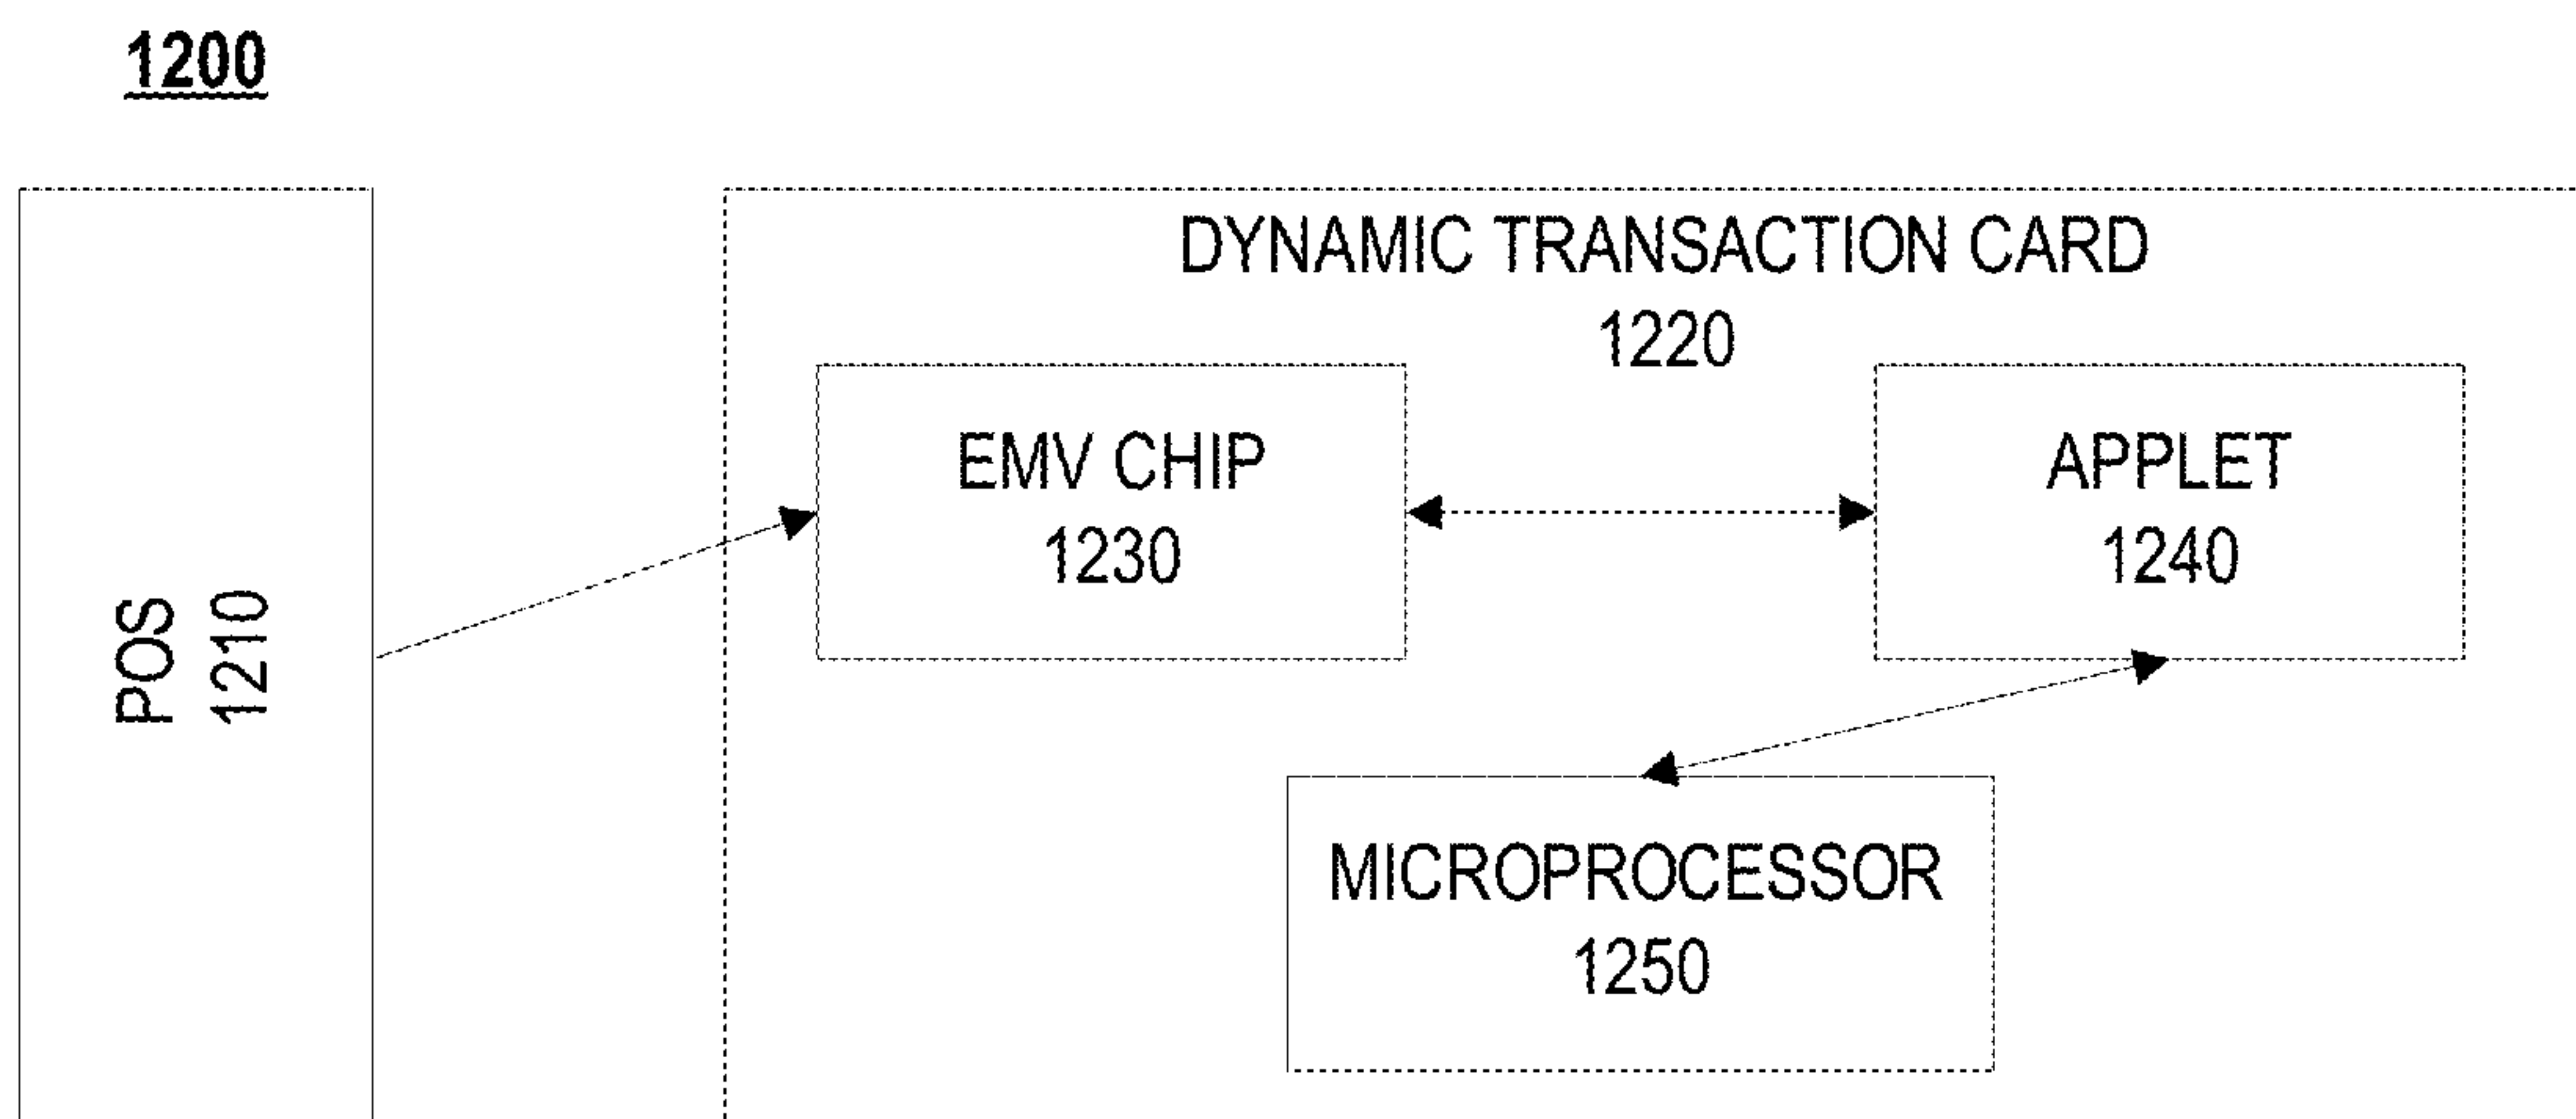 1200
DYNAMIC TRANSACTION CARD
1220
EMV CHIP
1230
APPLET
1240
POS
1210
MICROPROCESSOR
1250